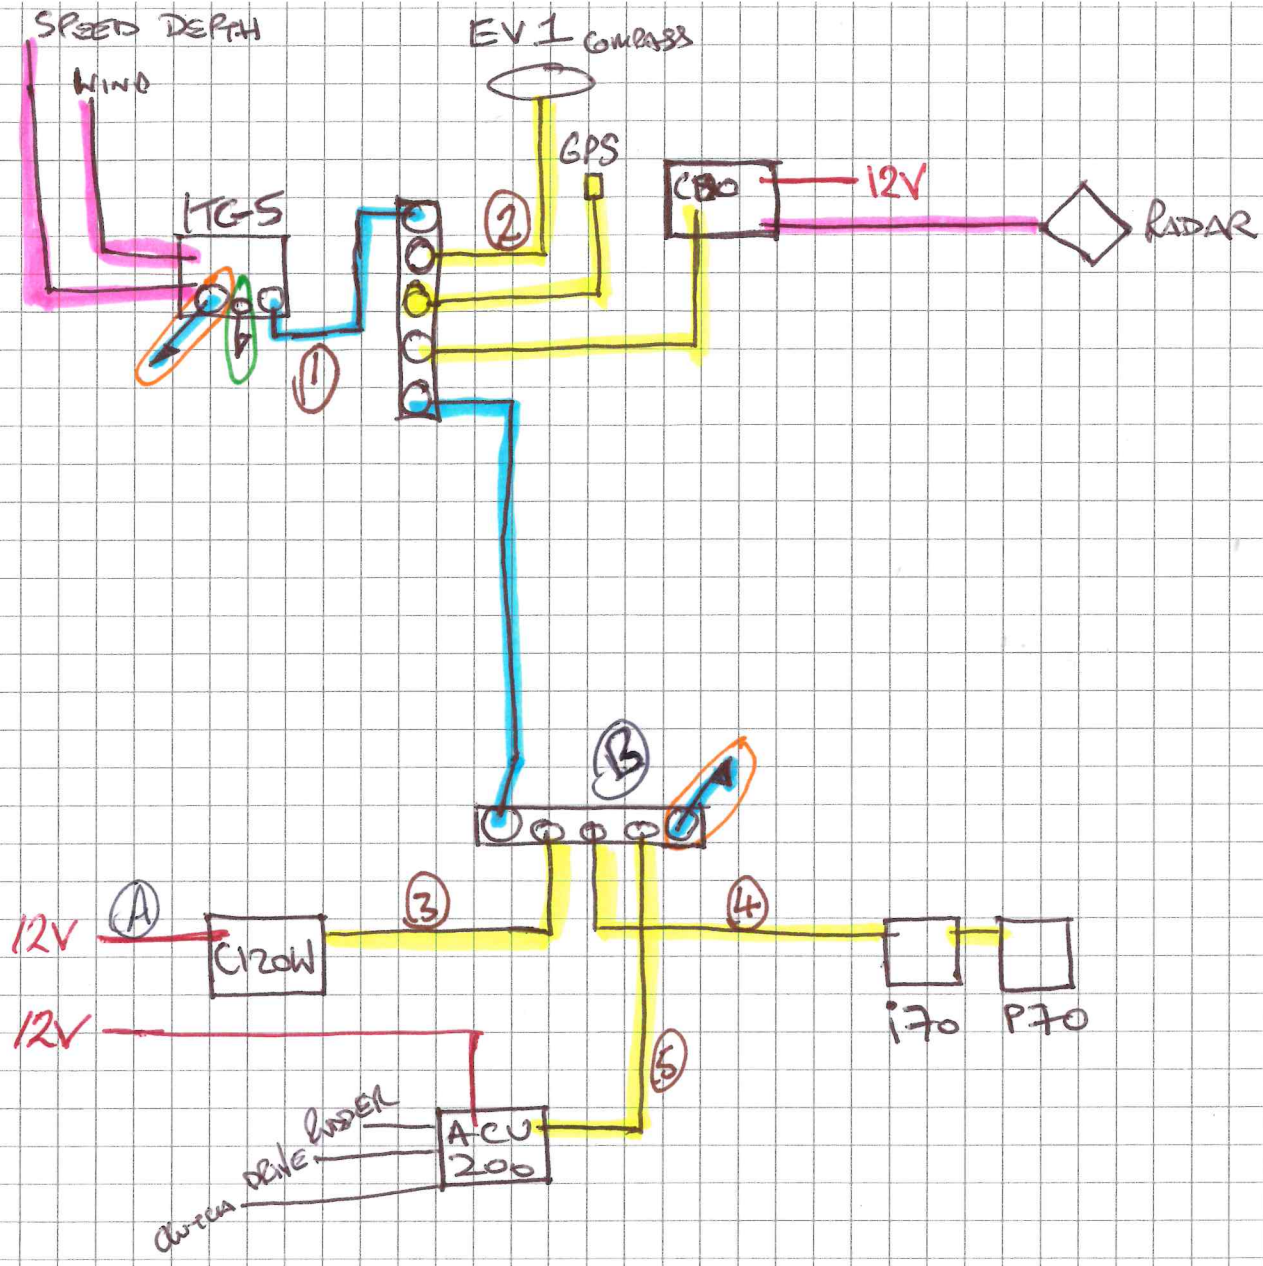 SPEED DEPTH
WIND
EV1 COMPASS
GPS
ITC-5
2
12V
RADAR
1
B
A
12V
C120W
3
4
i70
P70
12V
5
RUDDER
DRIVE
CLUTCH
ACU
200